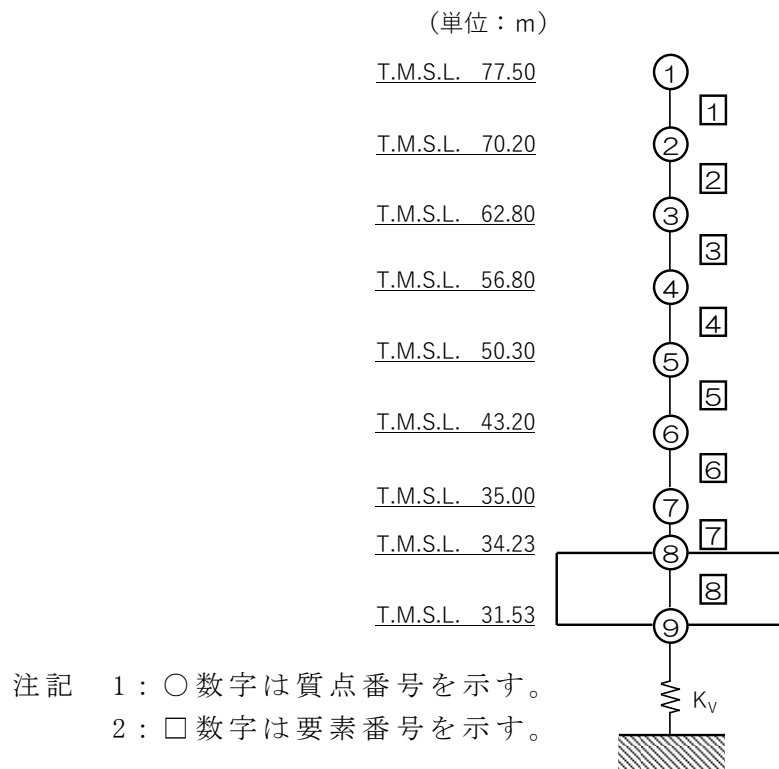 （単位：m）
T.M.S.L. 77.50
①
1
T.M.S.L. 70.20
②
2
T.M.S.L. 62.80
③
3
T.M.S.L. 56.80
④
4
T.M.S.L. 50.30
⑤
5
T.M.S.L. 43.20
⑥
6
T.M.S.L. 35.00
⑦
7
T.M.S.L. 34.23
⑧
8
T.M.S.L. 31.53
⑨
KV
注記 1：○数字は質点番号を示す。
2：□数字は要素番号を示す。